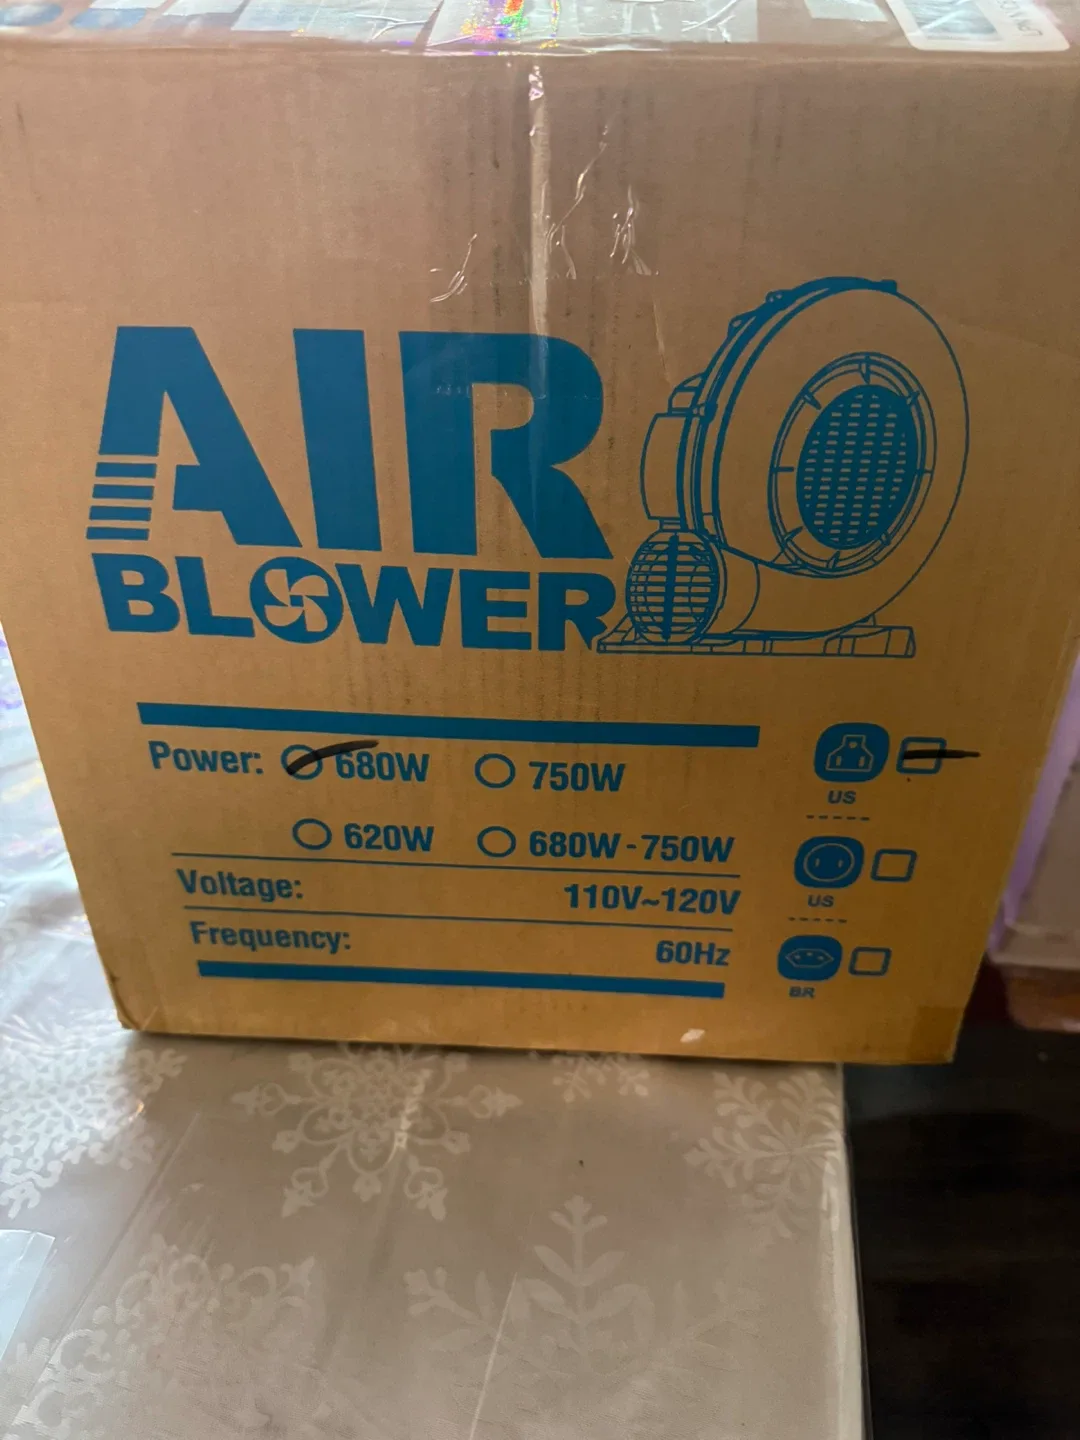 AIR
BLOWER
Power: 680W 750W
US
620W 680W-750W
US
Voltage: 110V~120V
Frequency: 60Hz
BR